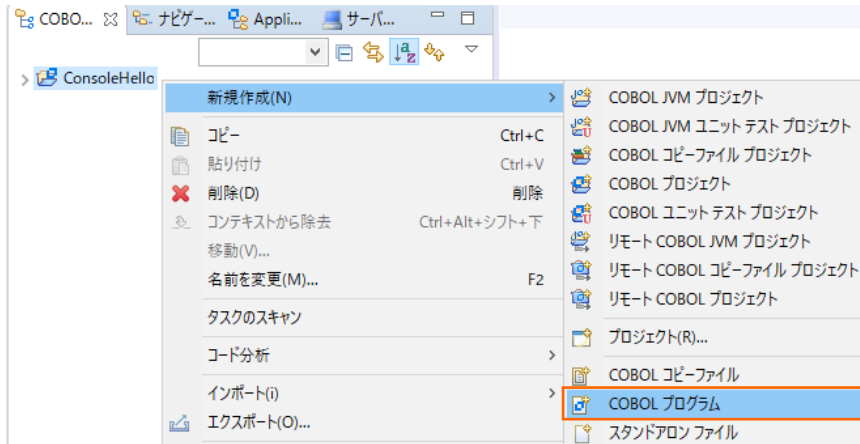 COBO... ナビゲー... Appli... サーバ...
ConsoleHello
新規作成(N)
コピー Ctrl+C
貼り付け Ctrl+V
削除(D) 削除
コンテキストから除去 Ctrl+Alt+シフト+下
移動(V)...
名前を変更(M)... F2
タスクのスキャン
コード分析
インポート(i)
エクスポート(O)...
COBOL JVM プロジェクト
COBOL JVM ユニット テスト プロジェクト
COBOL コピーファイル プロジェクト
COBOL プロジェクト
COBOL ユニット テスト プロジェクト
リモート COBOL JVM プロジェクト
リモート COBOL コピーファイル プロジェクト
リモート COBOL プロジェクト
プロジェクト(R)...
COBOL コピーファイル
COBOL プログラム
スタンドアロン ファイル